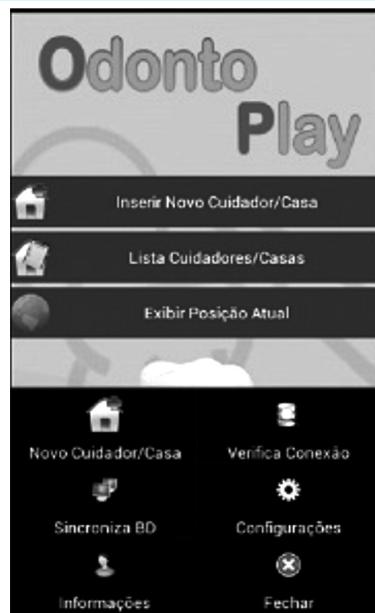 Odonto
Play
Inserir Novo Cuidador/Casa
Lista Cuidadores/Casas
Exibir Posição Atual
Novo Cuidador/Casa
Verifica Conexão
Sincroniza BD
Configurações
Informações
Fechar